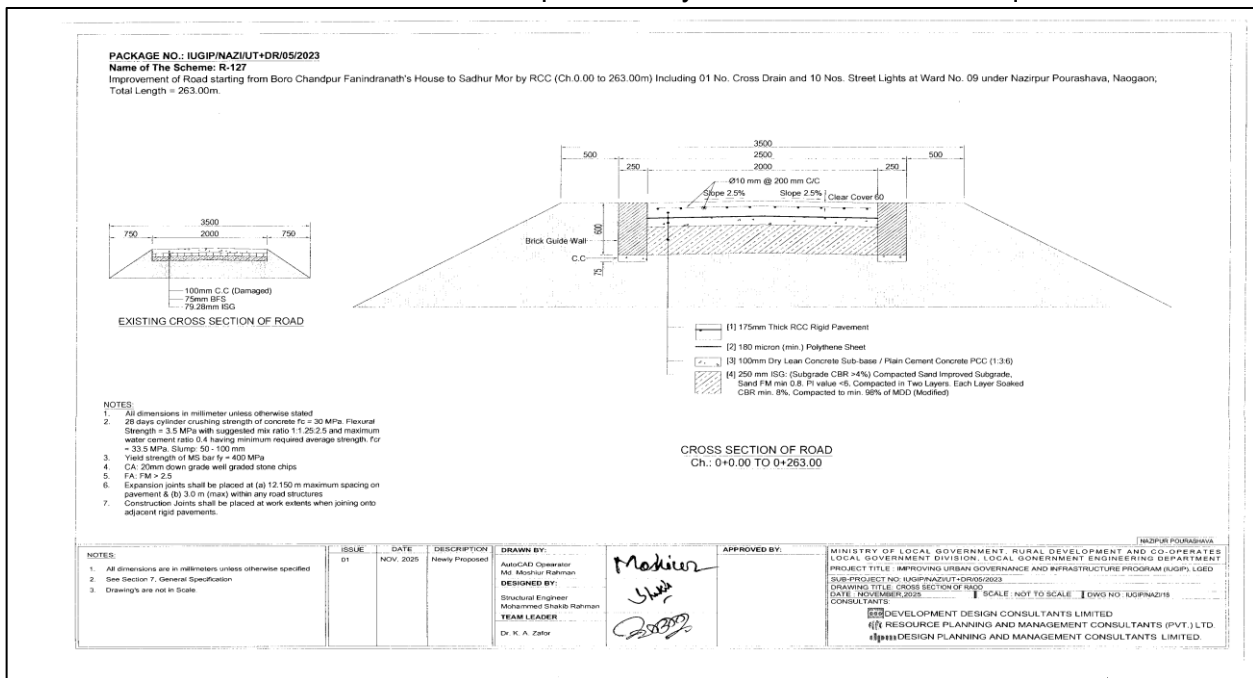 PACKAGE NO.: IUGIP/NAZI/UT+DR/05/2023
Name of The Scheme: R-127
Improvement of Road starting from Boro Chandpur Fanindranath's House to Sadhur Mor by RCC (Ch.0.00 to 263.00m) Including 01 No. Cross Drain and 10 Nos. Street Lights at Ward No. 09 under Nazirpur Pourashava, Naogaon;
Total Length = 263.00m.
3500
500 2500 500
250 2000 250
Ø10 mm @ 200 mm C/C
Slope 2.5% Slope 2.5% Clear Cover 60
600
Brick Guide Wall
C.C
75
3500
750 2000 750
100mm C.C (Damaged)
75mm BFS
79.28mm ISG
EXISTING CROSS SECTION OF ROAD
[1] 175mm Thick RCC Rigid Pavement
[2] 180 micron (min.) Polythene Sheet
[3] 100mm Dry Lean Concrete Sub-base / Plain Cement Concrete PCC (1:3:6)
[4] 250 mm ISG: (Subgrade CBR >4%) Compacted Sand Improved Subgrade,
Sand FM min 0.8. PI value <6, Compacted in Two Layers. Each Layer Soaked
CBR min. 8%, Compacted to min. 98% of MDD (Modified)
CROSS SECTION OF ROAD
Ch.: 0+0.00 TO 0+263.00
NOTES:
1. All dimensions in millimeter unless otherwise stated
2. 28 days cylinder crushing strength of concrete f'c = 30 MPa. Flexural
Strength = 3.5 MPa with suggested mix ratio 1:1.25:2.5 and maximum
water cement ratio 0.4 having minimum required average strength. f'cr
= 33.5 MPa. Slump: 50 - 100 mm
3. Yield strength of MS bar fy = 400 MPa
4. CA: 20mm down grade well graded stone chips
5. FA: FM > 2.5
6. Expansion joints shall be placed at (a) 12.150 m maximum spacing on
pavement & (b) 3.0 m (max) within any road structures
7. Construction Joints shall be placed at work extents when joining onto
adjacent rigid pavements.
NOTES:
1. All dimensions are in millimeters unless otherwise specified
2. See Section 7, General Specification
3. Drawing's are not in Scale
ISSUE DATE DESCRIPTION
01 NOV. 2025 Newly Proposed
DRAWN BY:
AutoCAD Operator
Md. Moshiur Rahman
DESIGNED BY:
Structural Engineer
Mohammed Shakib Rahman
TEAM LEADER
Dr. K. A. Zafor
APPROVED BY:
NAZIPUR POURASHAVA
MINISTRY OF LOCAL GOVERNMENT, RURAL DEVELOPMENT AND CO-OPERATES
LOCAL GOVERNMENT DIVISION, LOCAL GONERNMENT ENGINEERING DEPARTMENT
PROJECT TITLE : IMPROVING URBAN GOVERNANCE AND INFRASTRUCTURE PROGRAM (IUGIP), LGED
SUB-PROJECT NO: IUGIP/NAZI/UT+DR/05/2023
DRAWING TITLE: CROSS SECTION OF RAOD
DATE : NOVEMBER,2025 SCALE : NOT TO SCALE DWG NO : IUGIP/NAZI/15
CONSULTANTS:
DEVELOPMENT DESIGN CONSULTANTS LIMITED
RESOURCE PLANNING AND MANAGEMENT CONSULTANTS (PVT.) LTD.
DESIGN PLANNING AND MANAGEMENT CONSULTANTS LIMITED.